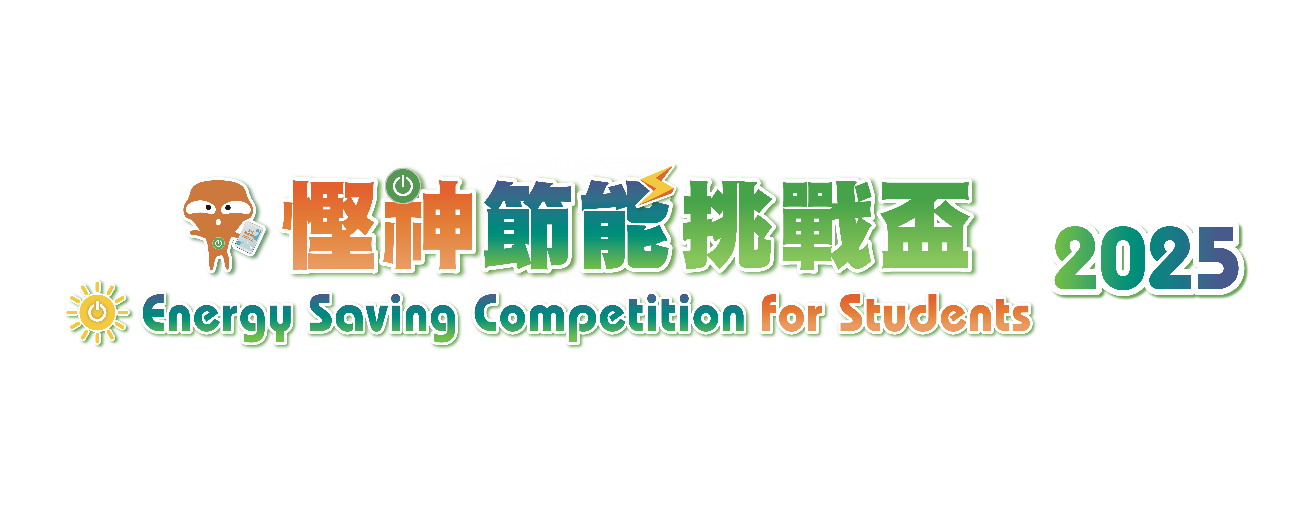 慳神節能挑戰盃
2025
Energy Saving Competition for Students